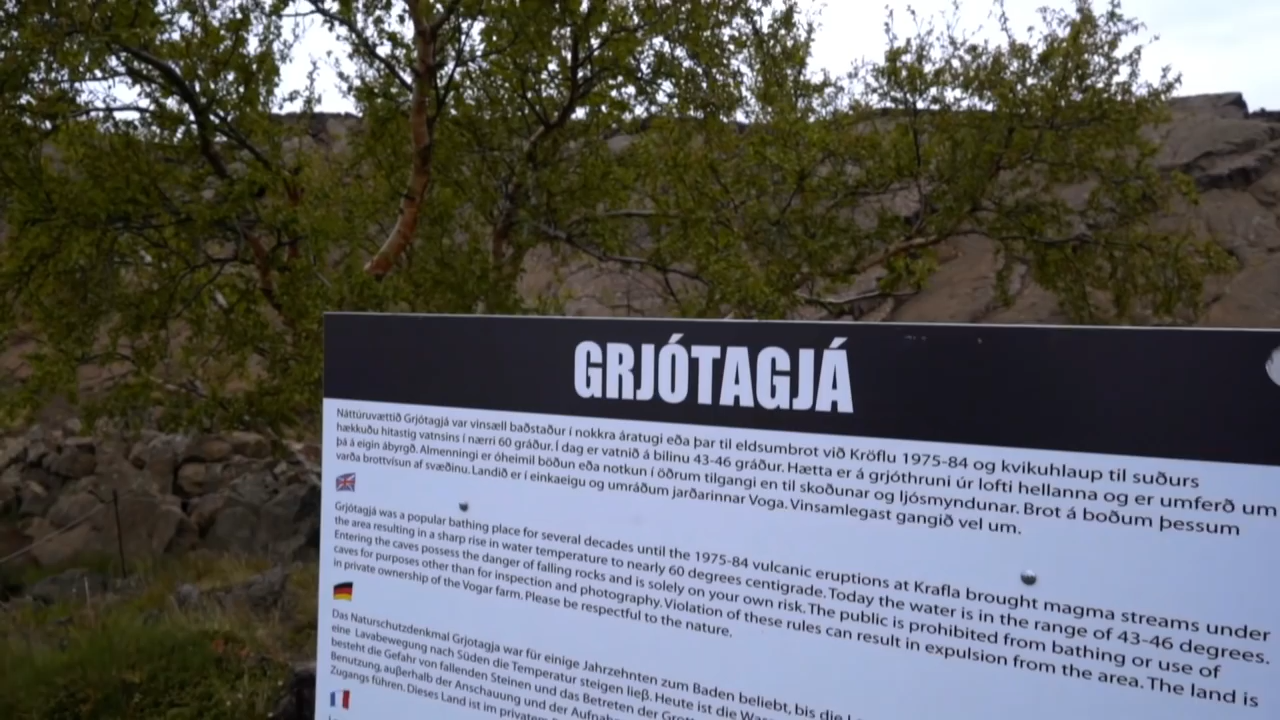 GRJÓTAGJÁ
Náttúruvættið Grjótagjá var vinsæll baðstaður í nokkra áratugi eða þar til eldsumbrot við Kröflu 1975-84 og kvikuhlaup til suðurs
hækkuðu hitastig vatnsins í nærri 60 gráður. Í dag er vatnið á bilinu 43-46 gráður. Hætta er á grjóthruni úr lofti hellanna og er umferð um
þá á eigin ábyrgð. Almenningi er óheimil böðun eða notkun í öðrum tilgangi en til skoðunar og ljósmyndunar. Brot á boðum þessum
varða brottvísun af svæðinu. Landið er í einkaeigu og umráðum jarðarinnar Voga. Vinsamlegast gangið vel um.
Grjótagjá was a popular bathing place for several decades until the 1975-84 vulcanic eruptions at Krafla brought magma streams under
the area resulting in a sharp rise in water temperature to nearly 60 degrees centigrade. Today the water is in the range of 43-46 degrees.
Entering the caves possess the danger of falling rocks and is solely on your own risk. The public is prohibited from bathing or use of
caves for purposes other than for inspection and photography. Violation of these rules can result in expulsion from the area. The land is
in private ownership of the Vogar farm. Please be respectful to the nature.
Das Naturschutzdenkmal Grjotagja war für einige Jahrzehnten zum Baden beliebt, bis die
eine Lavabewegung nach Süden die Temperatur steigen ließ. Heute ist die
besteht die Gefahr von fallenden Steinen und das Betreten der
Benutzung, außerhalb der Anschauung und der
Zugangs führen. Dieses Land ist im